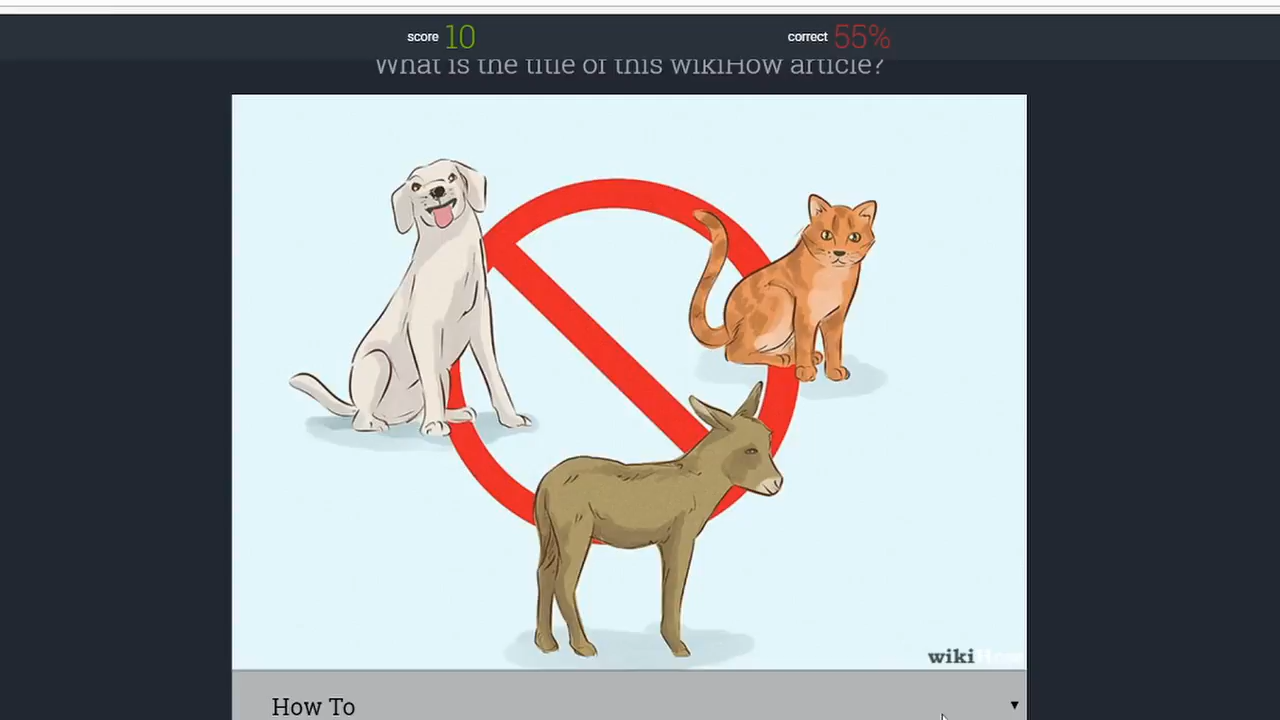 score 10
correct 55%
What is the title of this wikiHow article?
wikiHow
How To